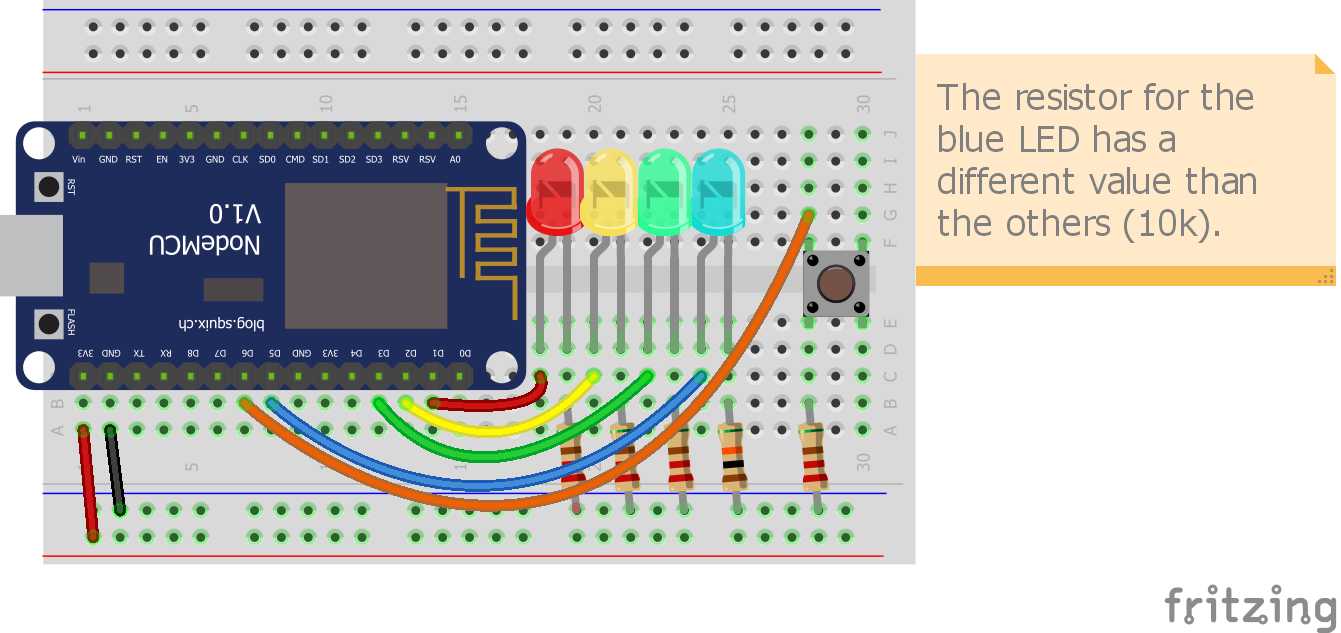 1 5 10 15 20 25 30
The resistor for the
blue LED has a
different value than
the others (10k).
J
I
H
G
F
Vin GND RST EN 3V3 GND CLK SD0 CMD SD1 SD2 SD3 RSV RSV A0
RST
V1.0
NodeMCU
blog.squix.ch
FLASH
3V3 GND TX RX D8 D7 D6 D5 GND 3V3 D4 D3 D2 D1 D0
E
D
C
B B
A A
5 30
fritzing